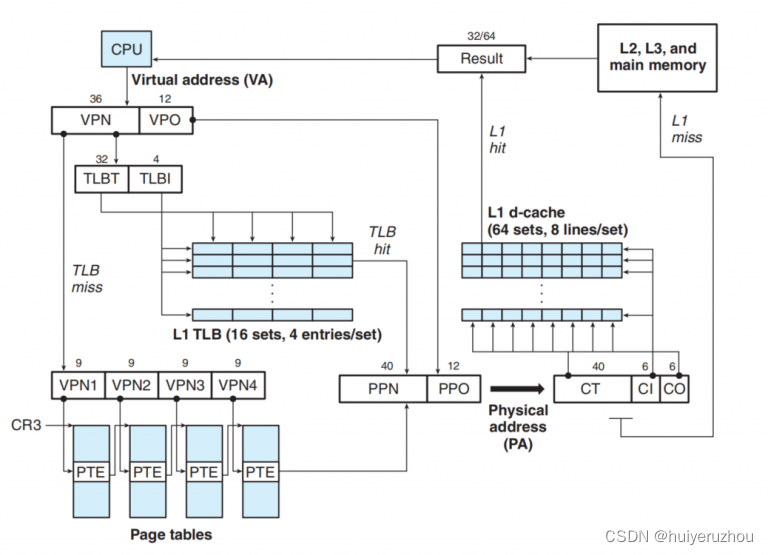 CPU
Virtual address (VA)
36
12
VPN
VPO
32
4
TLBT
TLBI
TLB
miss
TLB
hit
L1 TLB (16 sets, 4 entries/set)
9
9
9
9
VPN1
VPN2
VPN3
VPN4
CR3
PTE
PTE
PTE
PTE
Page tables
40
12
PPN
PPO
Physical
address
(PA)
32/64
Result
L2, L3, and
main memory
L1
hit
L1
miss
L1 d-cache
(64 sets, 8 lines/set)
40
6
6
CT
CI
CO
CSDN @huiyeruzhou